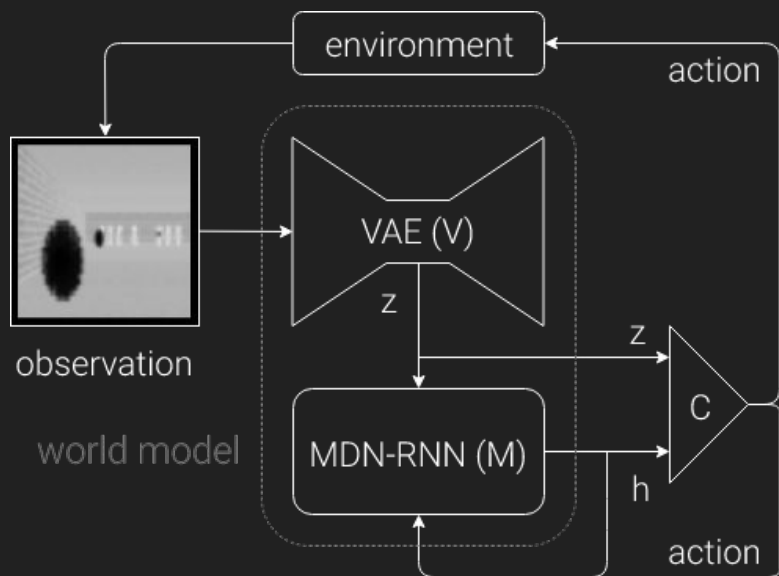 environment
action
VAE (V)
z
z
observation
C
world model
MDN-RNN (M)
h
action